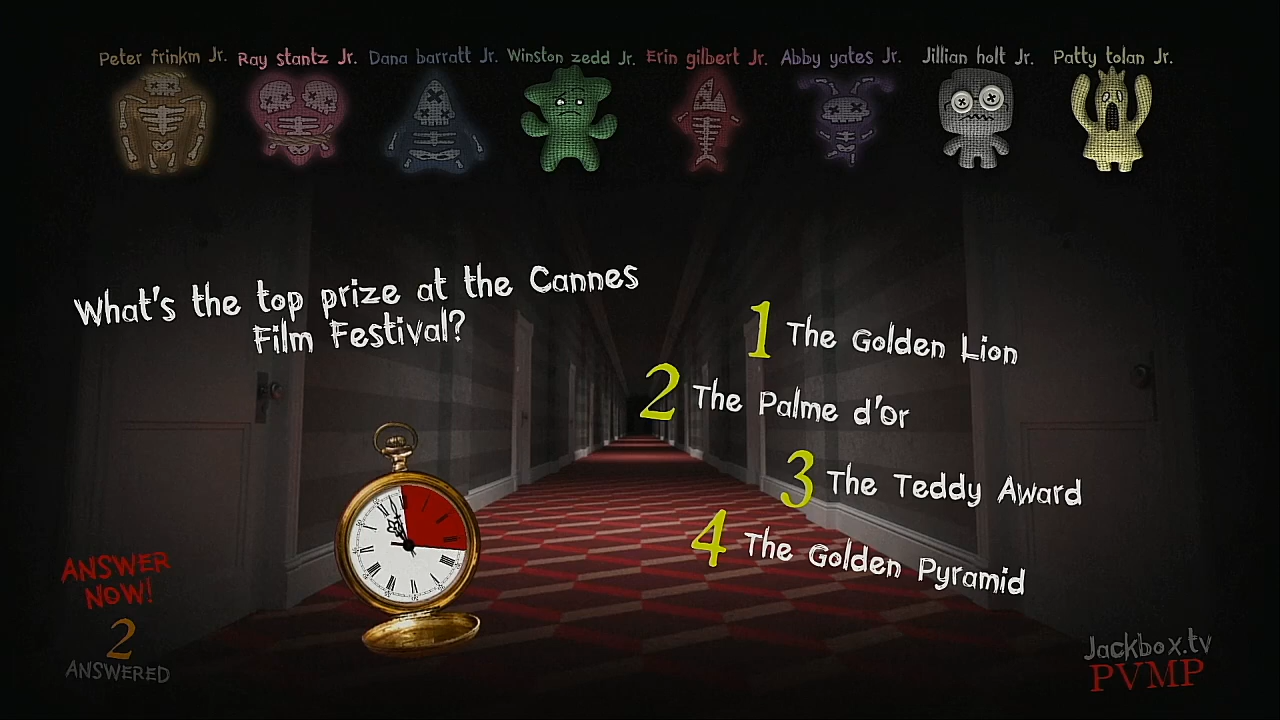 Peter frinkm Jr.
Ray stantz Jr.
Dana barratt Jr.
Winston zedd Jr.
Erin gilbert Jr.
Abby yates Jr.
Jillian holt Jr.
Patty tolan Jr.
What's the top prize at the Cannes
Film Festival?
1 The Golden Lion
2 The Palme d'Or
3 The Teddy Award
4 The Golden Pyramid
ANSWER
NOW!
2
ANSWERED
Jackbox.tv
PVMP